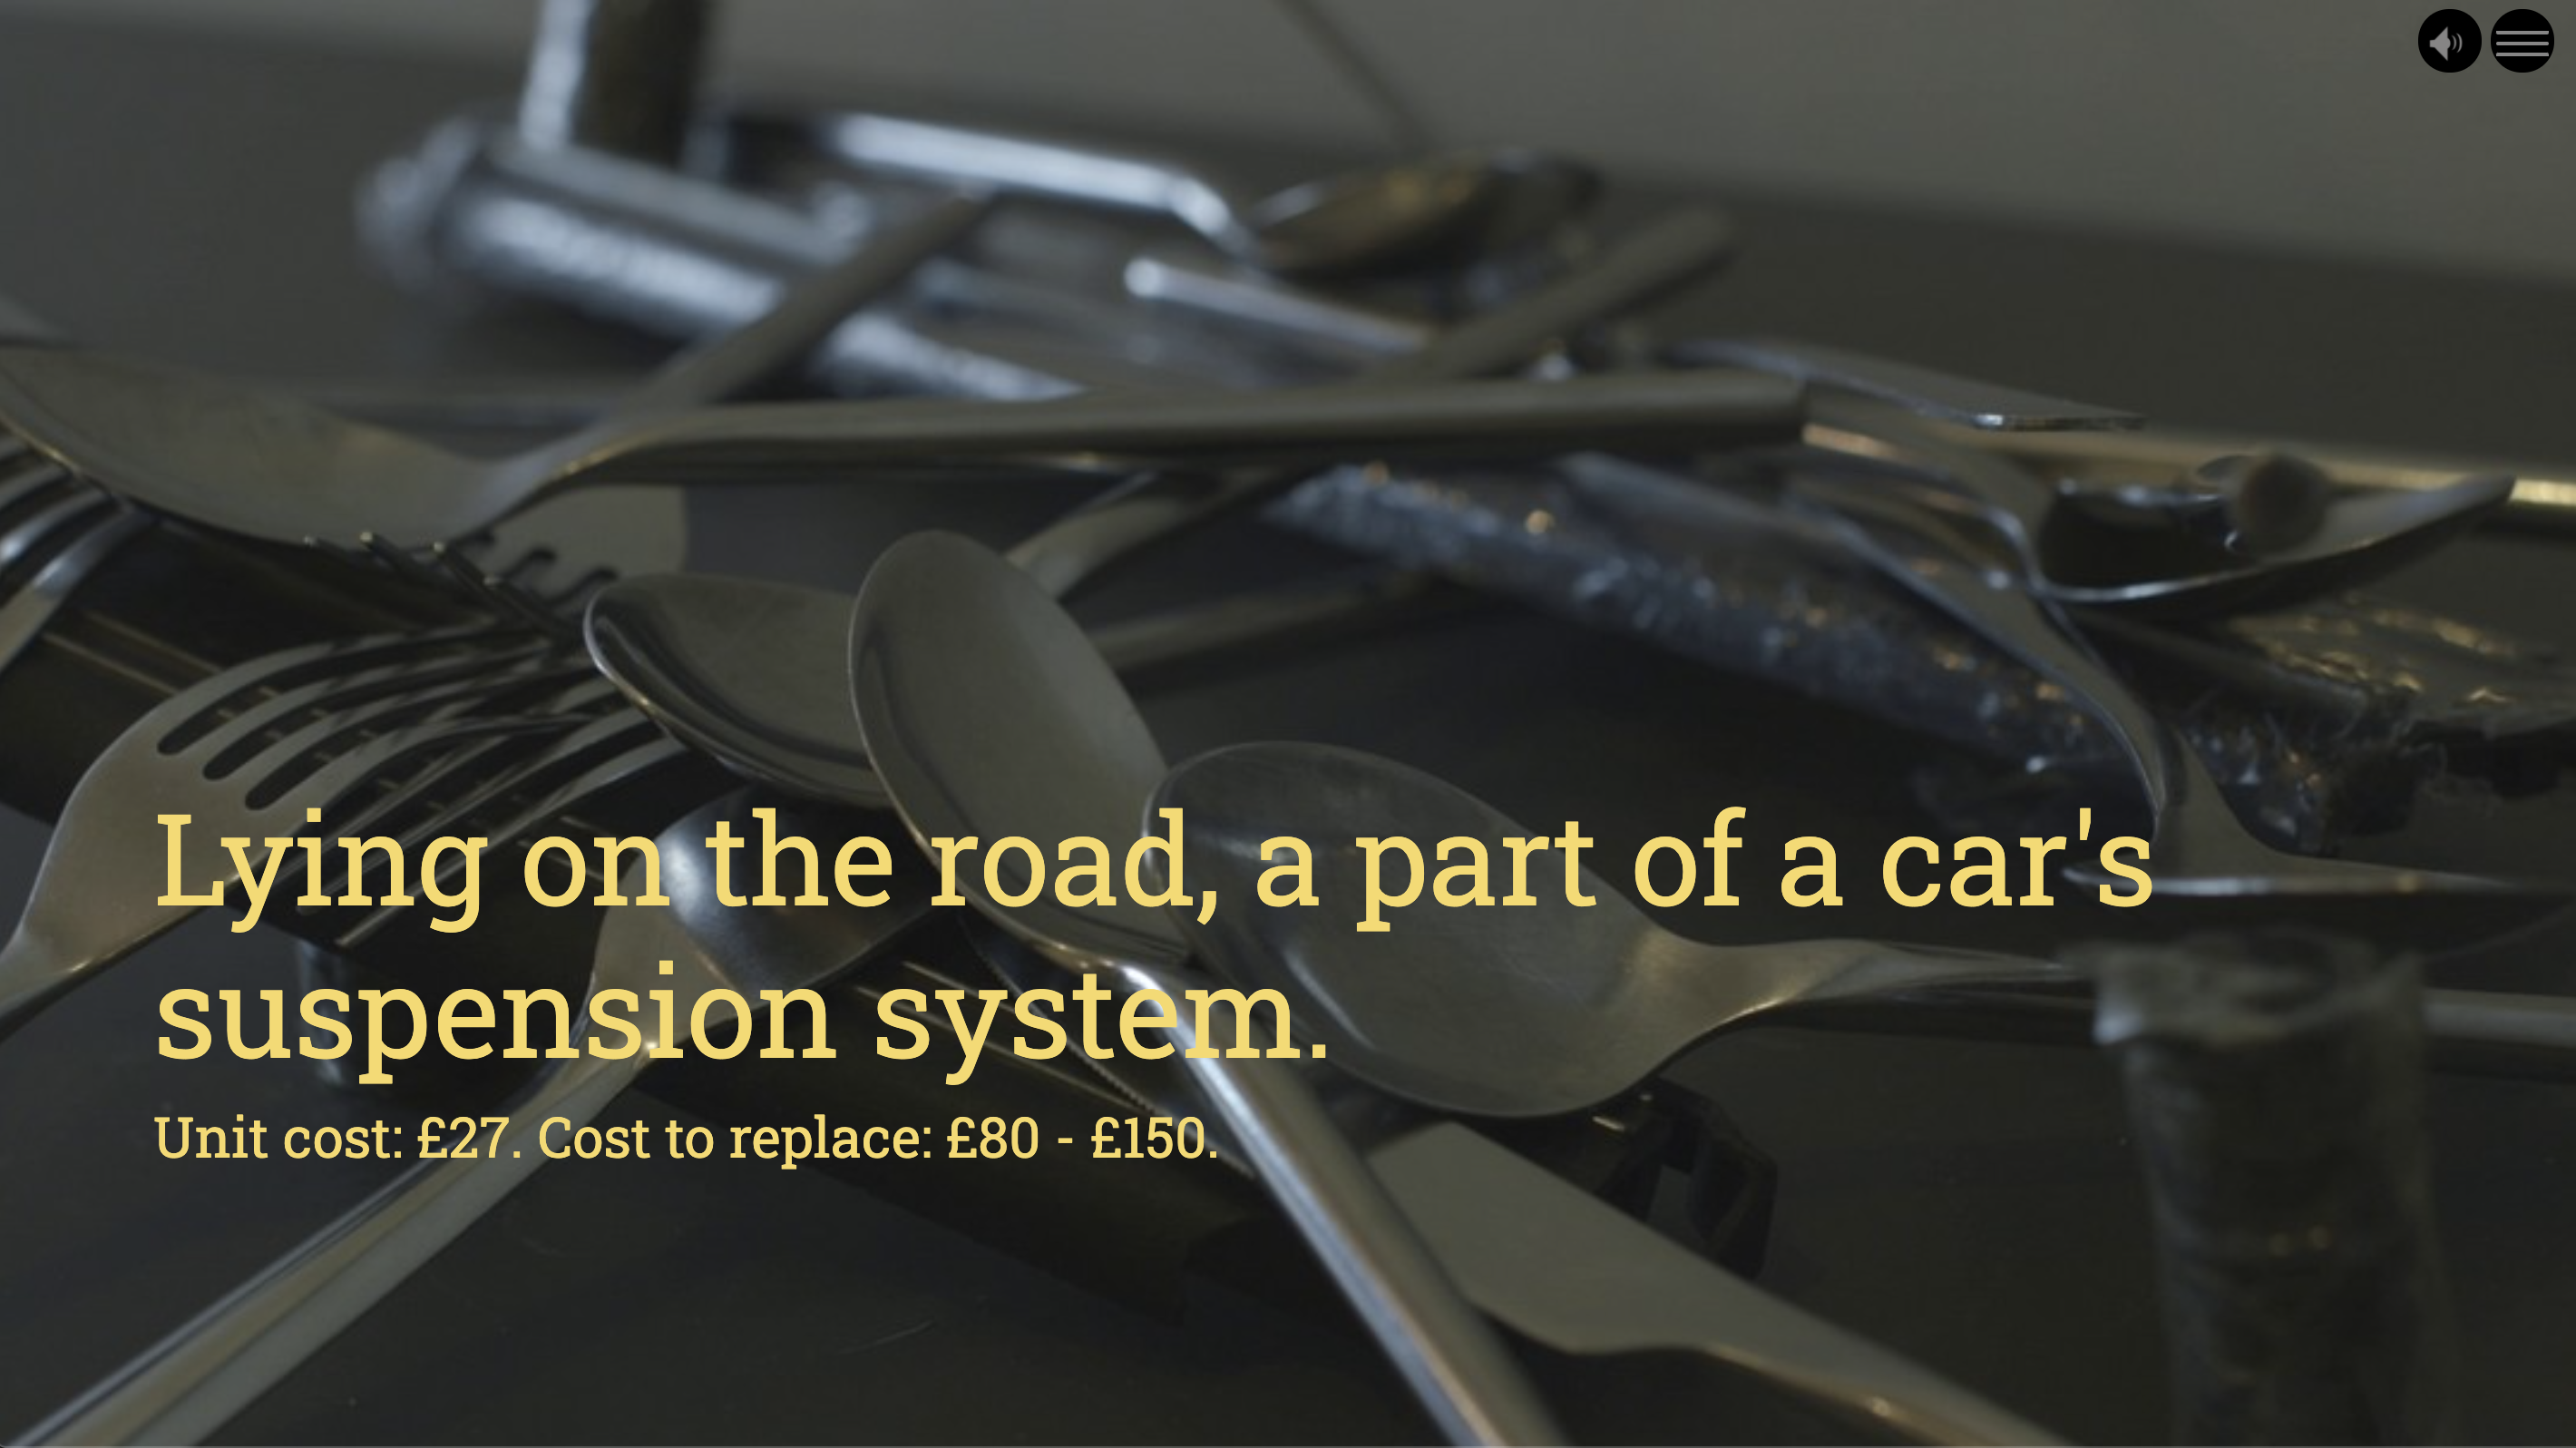 Lying on the road, a part of a car's
suspension system.
Unit cost: £27. Cost to replace: £80 - £150.